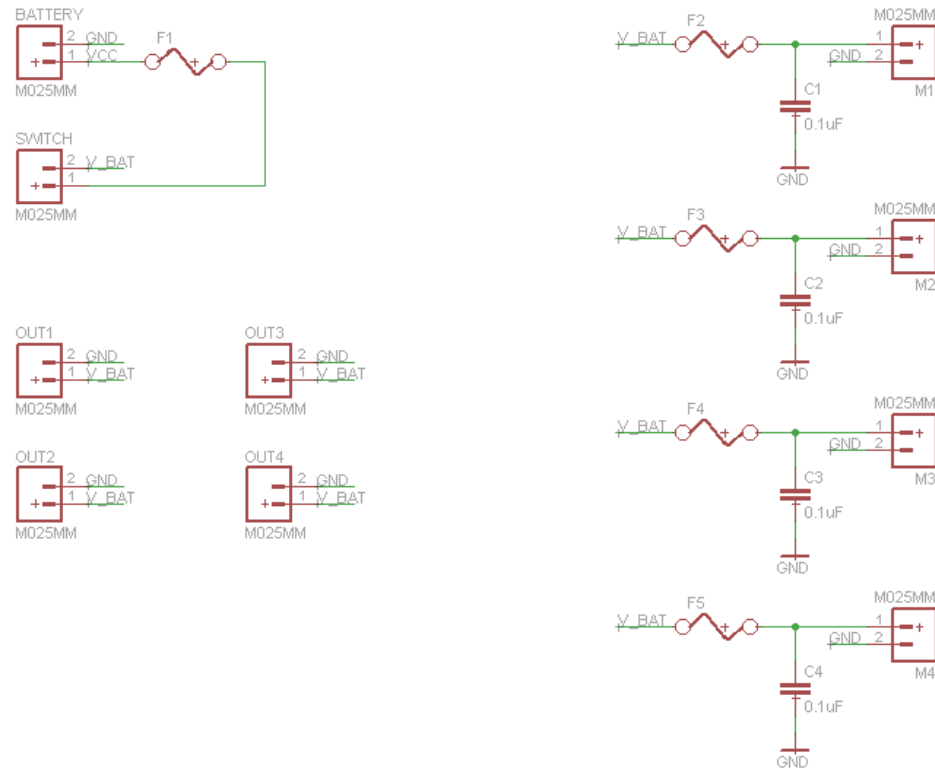 BATTERY
2 GND
1 VCC
M025MM
F1
SWITCH
2 V_BAT
1
M025MM
OUT1
2 GND
1 V_BAT
M025MM
OUT2
2 GND
1 V_BAT
M025MM
OUT3
2 GND
1 V_BAT
M025MM
OUT4
2 GND
1 V_BAT
M025MM
V_BAT
F2
C1
0.1uF
GND
M025MM
1
GND 2
M1
V_BAT
F3
C2
0.1uF
GND
M025MM
1
GND 2
M2
V_BAT
F4
C3
0.1uF
GND
M025MM
1
GND 2
M3
V_BAT
F5
C4
0.1uF
GND
M025MM
1
GND 2
M4